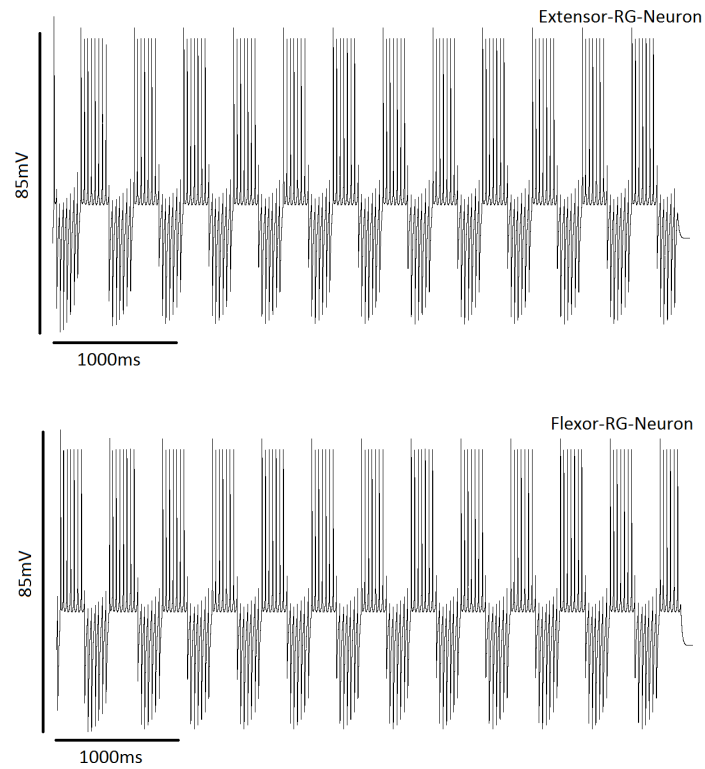 Extensor-RG-Neuron
85mV
1000ms
Flexor-RG-Neuron
85mV
1000ms